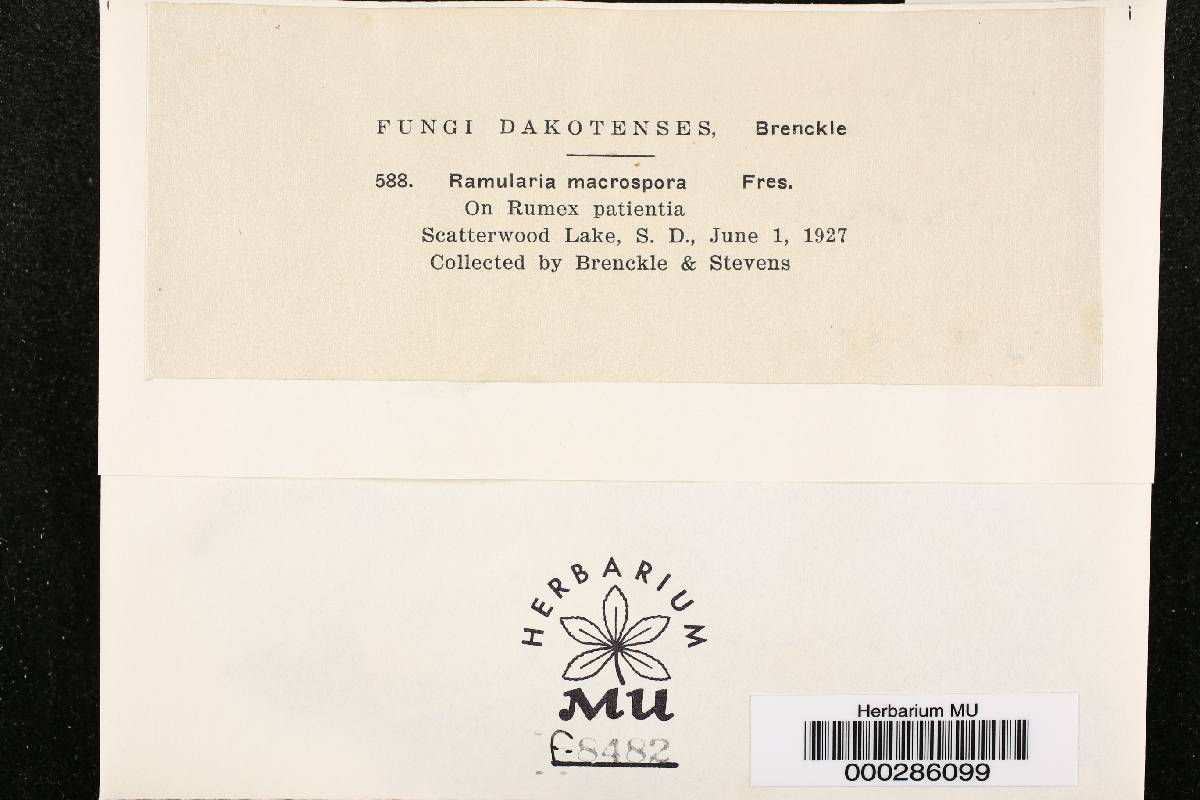 FUNGI DAKOTENSES, Brenckle
588. Ramularia macrospora Fres.
On Rumex patientia
Scatterwood Lake, S. D., June 1, 1927
Collected by Brenckle & Stevens
HERBARIUM
MU
F-8482
Herbarium MU
000286099